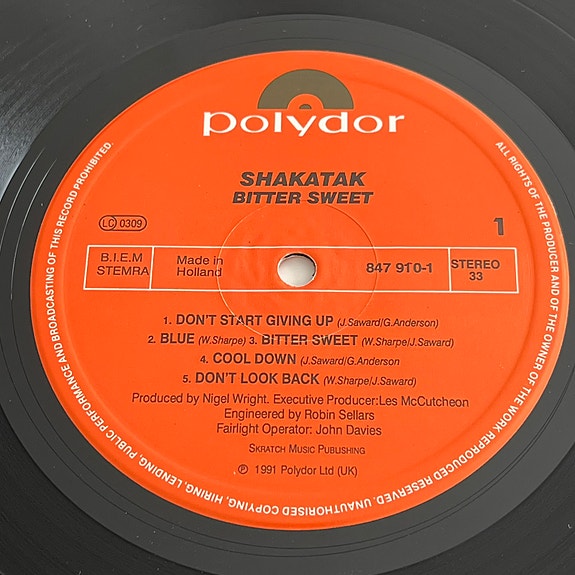 polydor
SHAKATAK
BITTER SWEET
LC 0309
1
B.I.E.M
STEMRA
Made in
Holland
847 910-1
STEREO
33
1. DON'T START GIVING UP (J.Saward/G.Anderson)
2. BLUE (W.Sharpe) 3. BITTER SWEET (W.Sharpe/J.Saward)
4. COOL DOWN (J.Saward/G.Anderson
5. DON'T LOOK BACK (W.Sharpe/J.Saward)
Produced by Nigel Wright. Executive Producer:Les McCutcheon
Engineered by Robin Sellars
Fairlight Operator: John Davies
SKRATCH MUSIC PUBLISHING
℗ 1991 Polydor Ltd (UK)
ALL RIGHTS OF THE PRODUCER AND OF THE OWNER OF THE WORK REPRODUCED RESERVED. UNAUTHORISED COPYING, HIRING, LENDING, PUBLIC PERFORMANCE AND BROADCASTING OF THIS RECORD PROHIBITED.